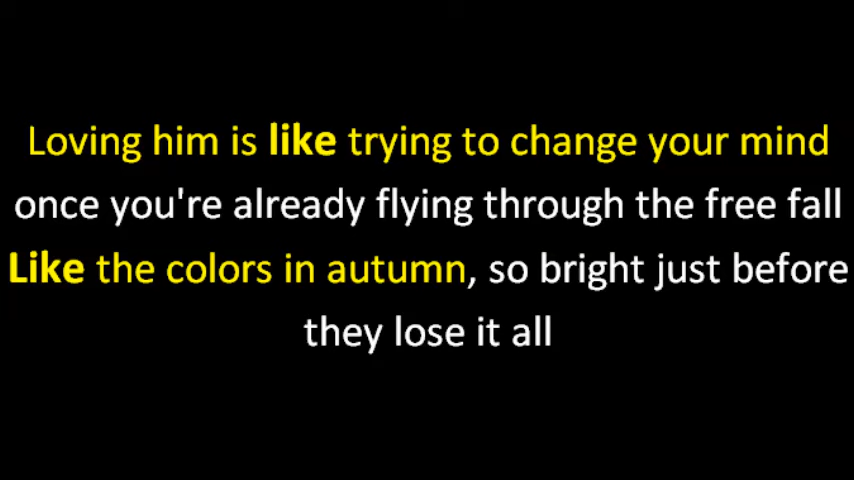 Loving him is like trying to change your mind
once you're already flying through the free fall
Like the colors in autumn, so bright just before
they lose it all